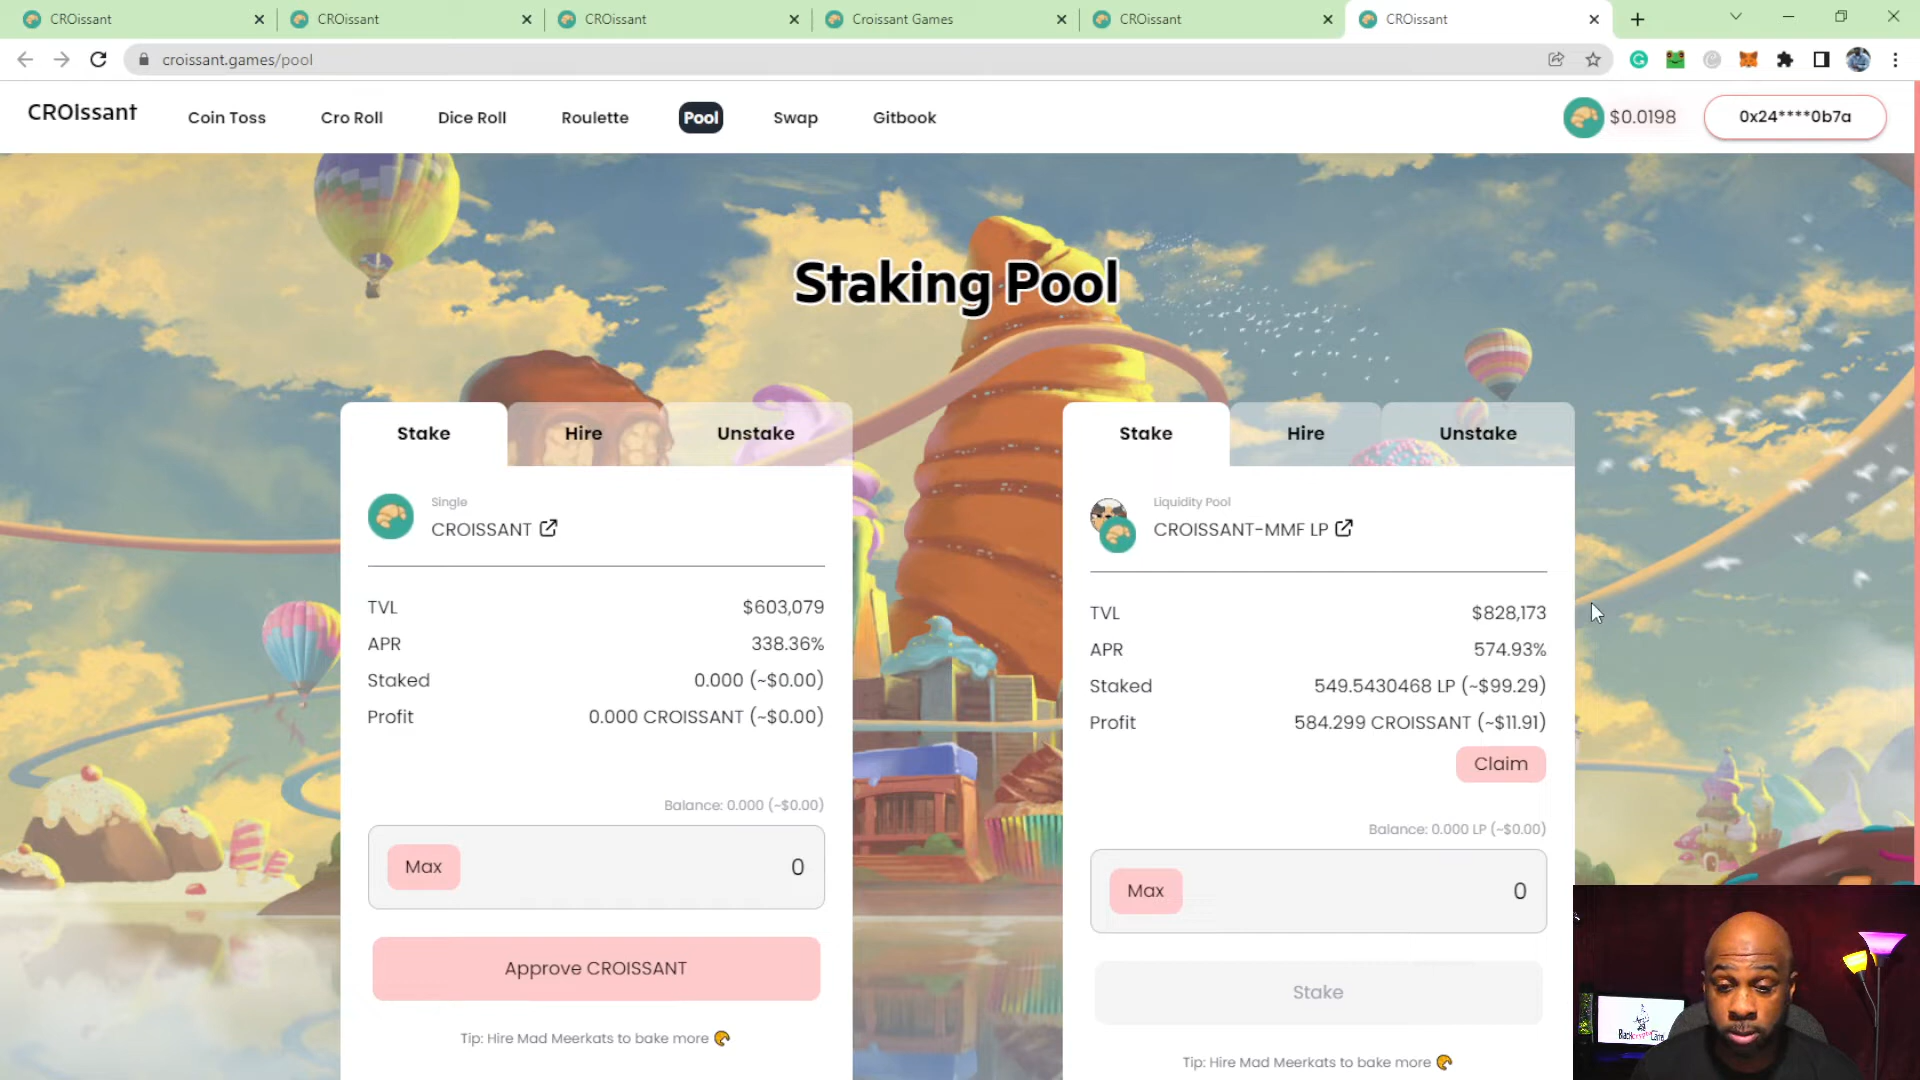 CROissant
CROissant
CROissant
Croissant Games
CROissant
CROissant
croissant.games/pool
CROIssant
Coin Toss
Cro Roll
Dice Roll
Roulette
Pool
Swap
Gitbook
$0.0198
0x24****0b7a
Staking Pool
Stake
Hire
Unstake
Single
CROISSANT
TVL
$603,079
APR
338.36%
Staked
0.000 (~$0.00)
Profit
0.000 CROISSANT (~$0.00)
Balance: 0.000 (~$0.00)
Max
0
Approve CROISSANT
Tip: Hire Mad Meerkats to bake more
Stake
Hire
Unstake
Liquidity Pool
CROISSANT-MMF LP
TVL
$828,173
APR
574.93%
Staked
549.5430468 LP (~$99.29)
Profit
584.299 CROISSANT (~$11.91)
Claim
Balance: 0.000 LP (~$0.00)
Max
0
Stake
Tip: Hire Mad Meerkats to bake more